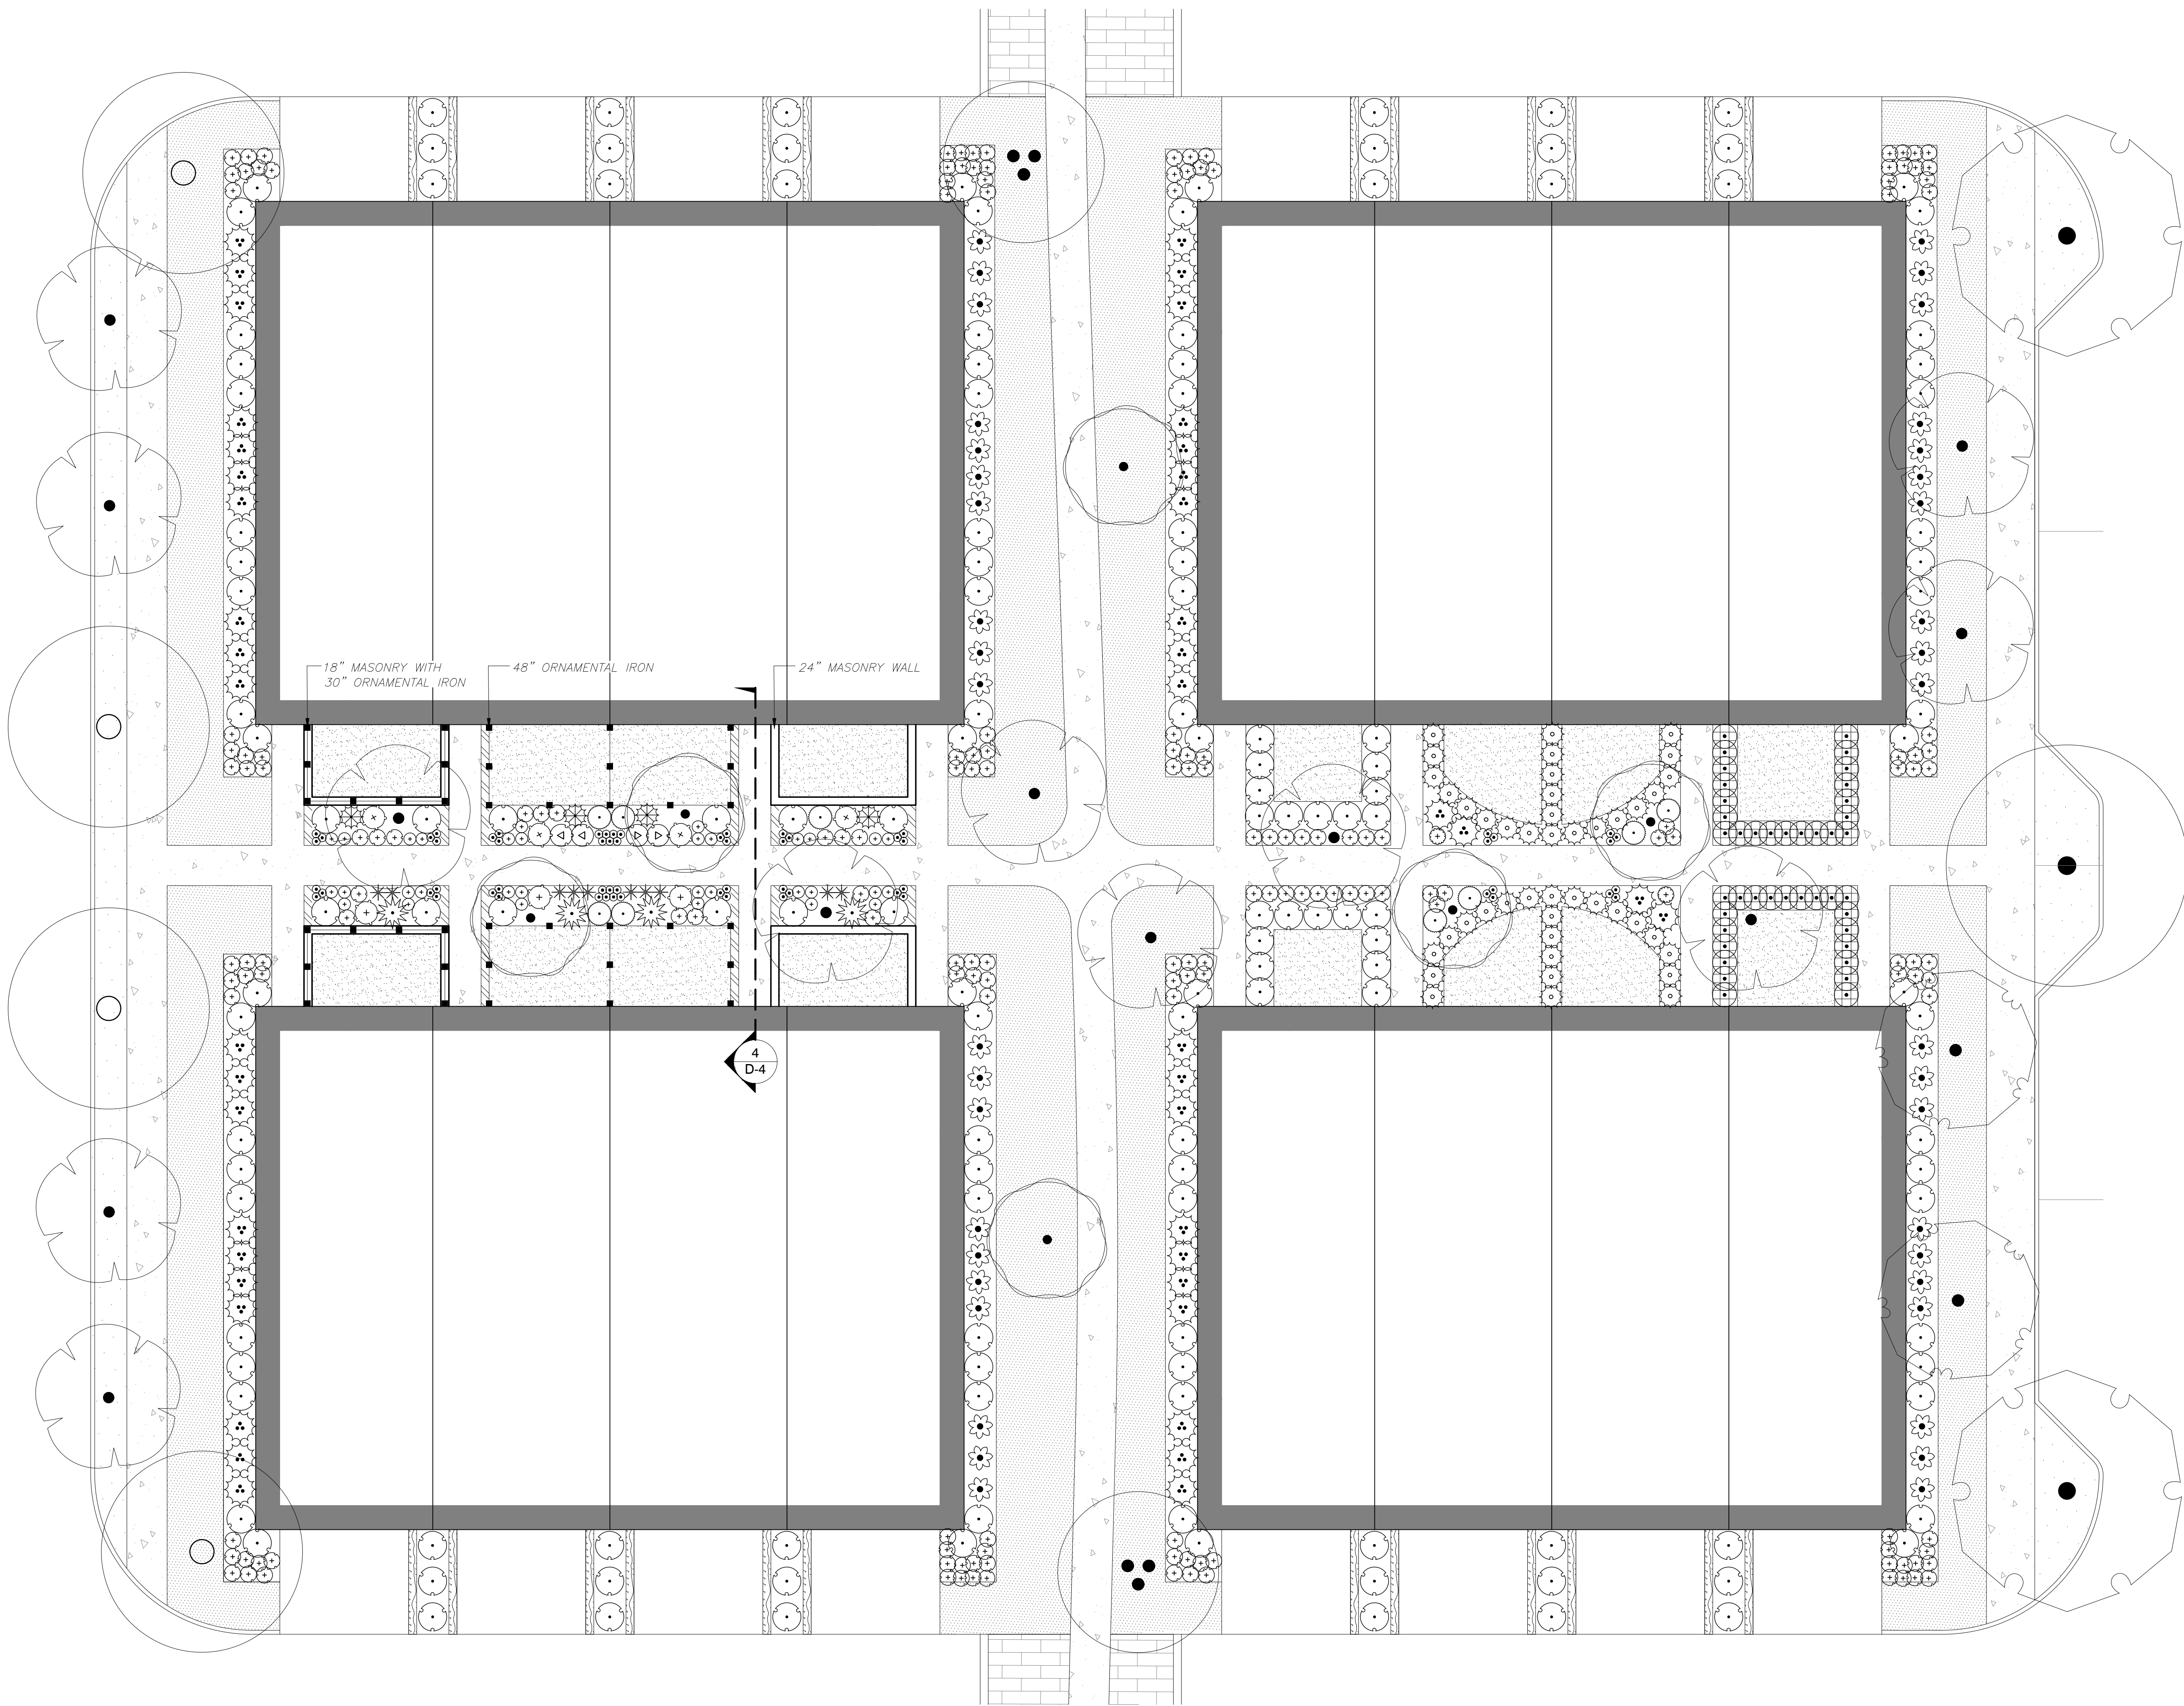 18" MASONRY WITH
30" ORNAMENTAL IRON
48" ORNAMENTAL IRON
24" MASONRY WALL
4
D-4